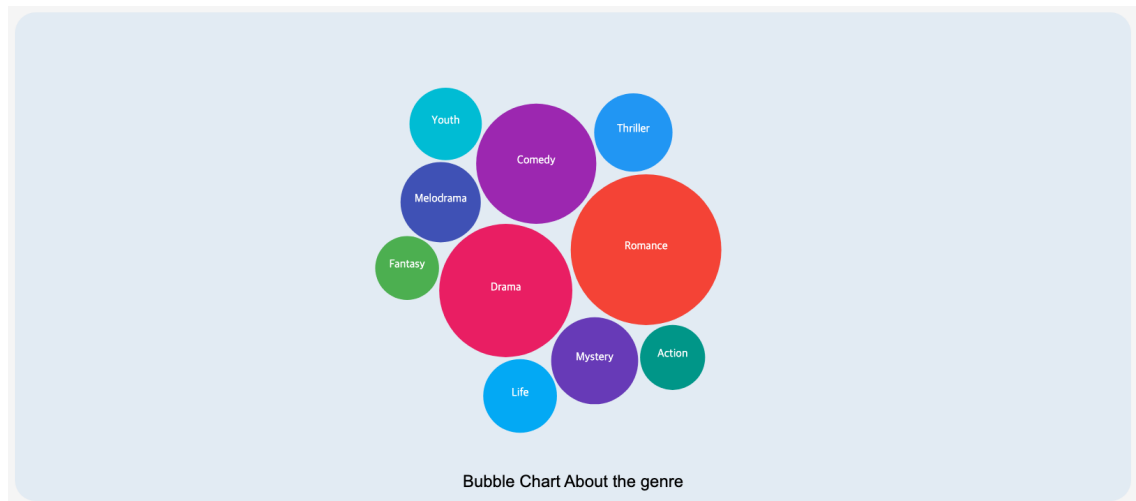 Youth
Thriller
Comedy
Melodrama
Romance
Fantasy
Drama
Mystery
Action
Life
Bubble Chart About the genre